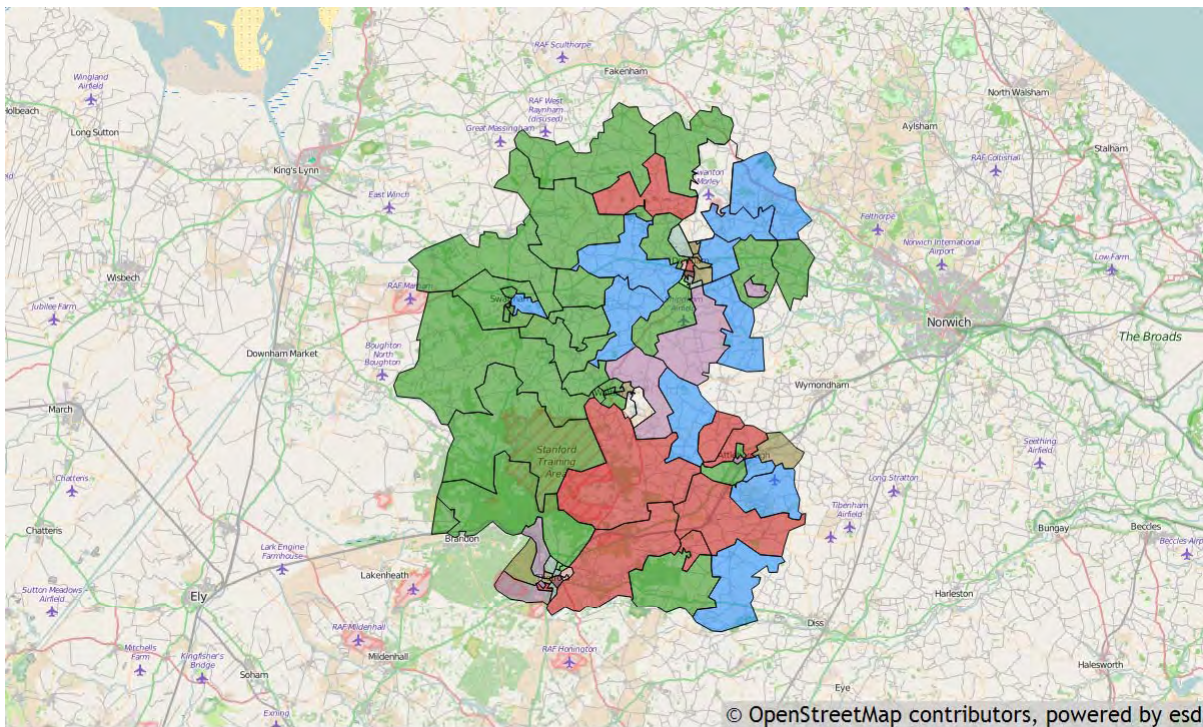 RAF Sculthorpe
Fakenham
North Walsham
Wingland
Airfield
Holbeach
Long Sutton
RAF West
Raynham
(disused)
Great Massingham
Aylsham
Stalham
King's Lynn
RAF Coltishall
East Winch
Felthorpe
Norwich International
Airport
Low Farm
Wisbech
RAF Marham
Jubilee Farm
Norwich
The Broads
Downham Market
Boughton
North
Boughton
Wymondham
March
Seething
Airfield
Stanford
Training
Area
Chatteris
Long Stratton
Tibenham
Airfield
Bungay
Beccles
Chatteris
Brandon
Lark Engine
Farmhouse
Lakenheath
Sutton Meadows
Airfield
Ely
Harleston
RAF Mildenhall
Diss
Mitchells
Farm
Kingfisher's
Bridge
Mildenhall
RAF Honington
Halesworth
Soham
Eye
Exning
© OpenStreetMap contributors, powered by esri